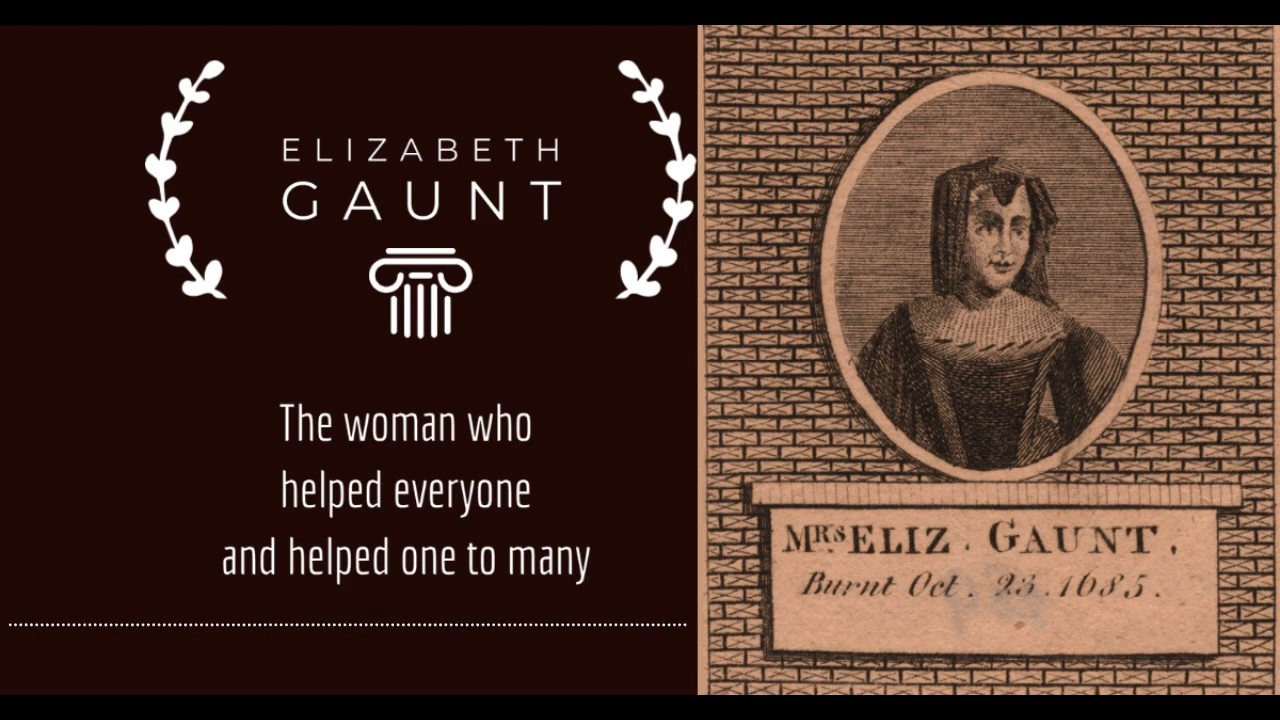 ELIZABETH
GAUNT
The woman who
helped everyone
and helped one to many
MRS ELIZ. GAUNT.
Burnt Oct. 23. 1685.